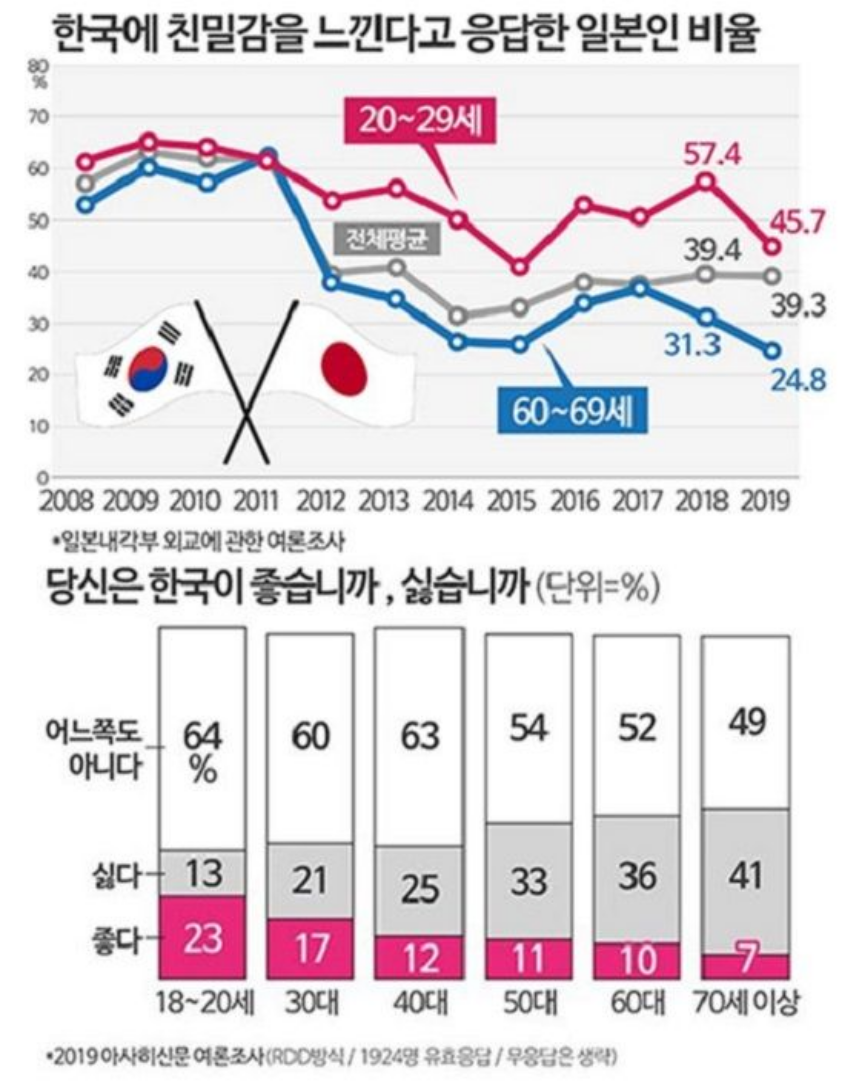 한국에 친밀감을 느낀다고 응답한 일본인 비율
80
%
70
60
50
40
30
20
10
0
20~29세
전체평균
60~69세
57.4
45.7
39.4
39.3
31.3
24.8
2008 2009 2010 2011 2012 2013 2014 2015 2016 2017 2018 2019
*일본내각부 외교에 관한 여론조사
당신은 한국이 좋습니까, 싫습니까 (단위=%)
어느쪽도
아니다
64
%
60
63
54
52
49
싫다
13
21
25
33
36
41
좋다
23
17
12
11
10
7
18~20세 30대 40대 50대 60대 70세 이상
*2019 아사히신문 여론조사(RDD방식 / 1924명 유효응답 / 무응답은 생략)